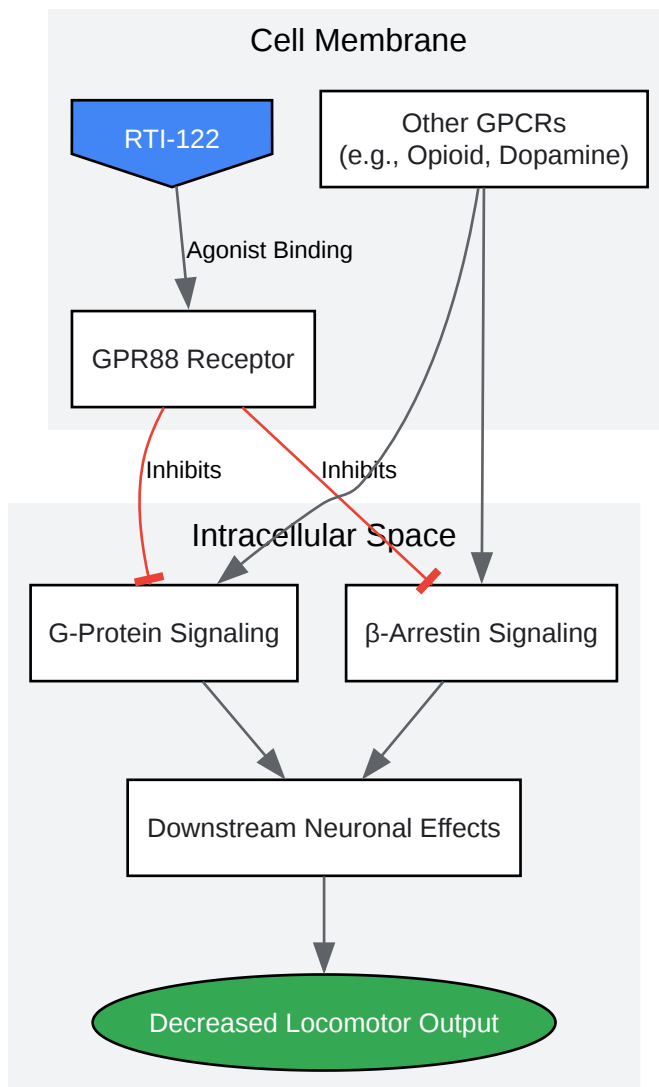 Cell Membrane
RTI-122
Other GPCRs
(e.g., Opioid, Dopamine)
Agonist Binding
GPR88 Receptor
Inhibits
Inhibits
Intracellular Space
G-Protein Signaling
β-Arrestin Signaling
Downstream Neuronal Effects
Decreased Locomotor Output